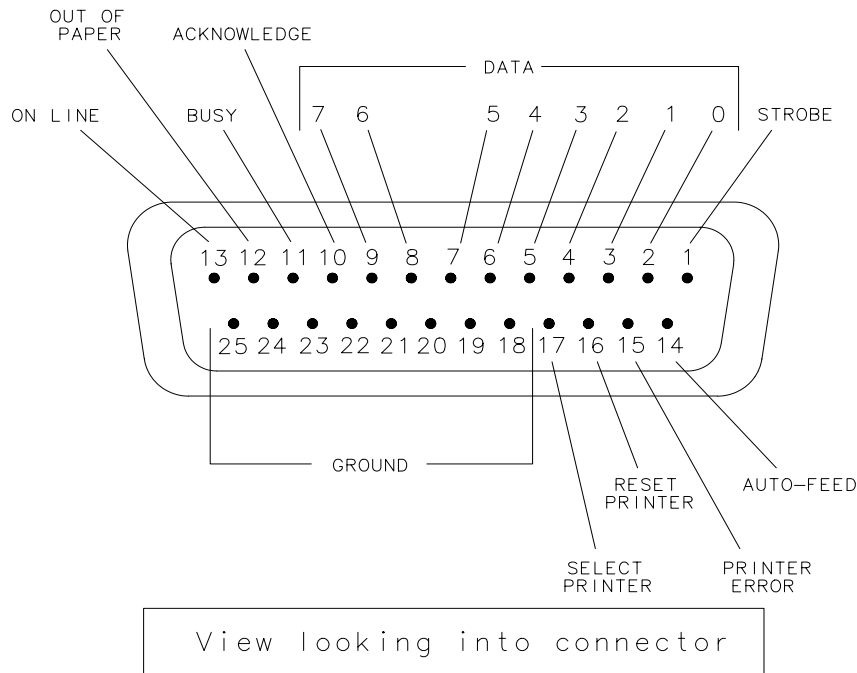 OUT OF
PAPER
ACKNOWLEDGE
DATA
ON LINE
BUSY
7 6 5 4 3 2 1 0
STROBE
13 12 11 10 9 8 7 6 5 4 3 2 1
25 24 23 22 21 20 19 18 17 16 15 14
GROUND
RESET
PRINTER
AUTO-FEED
SELECT
PRINTER
PRINTER
ERROR
View looking into connector